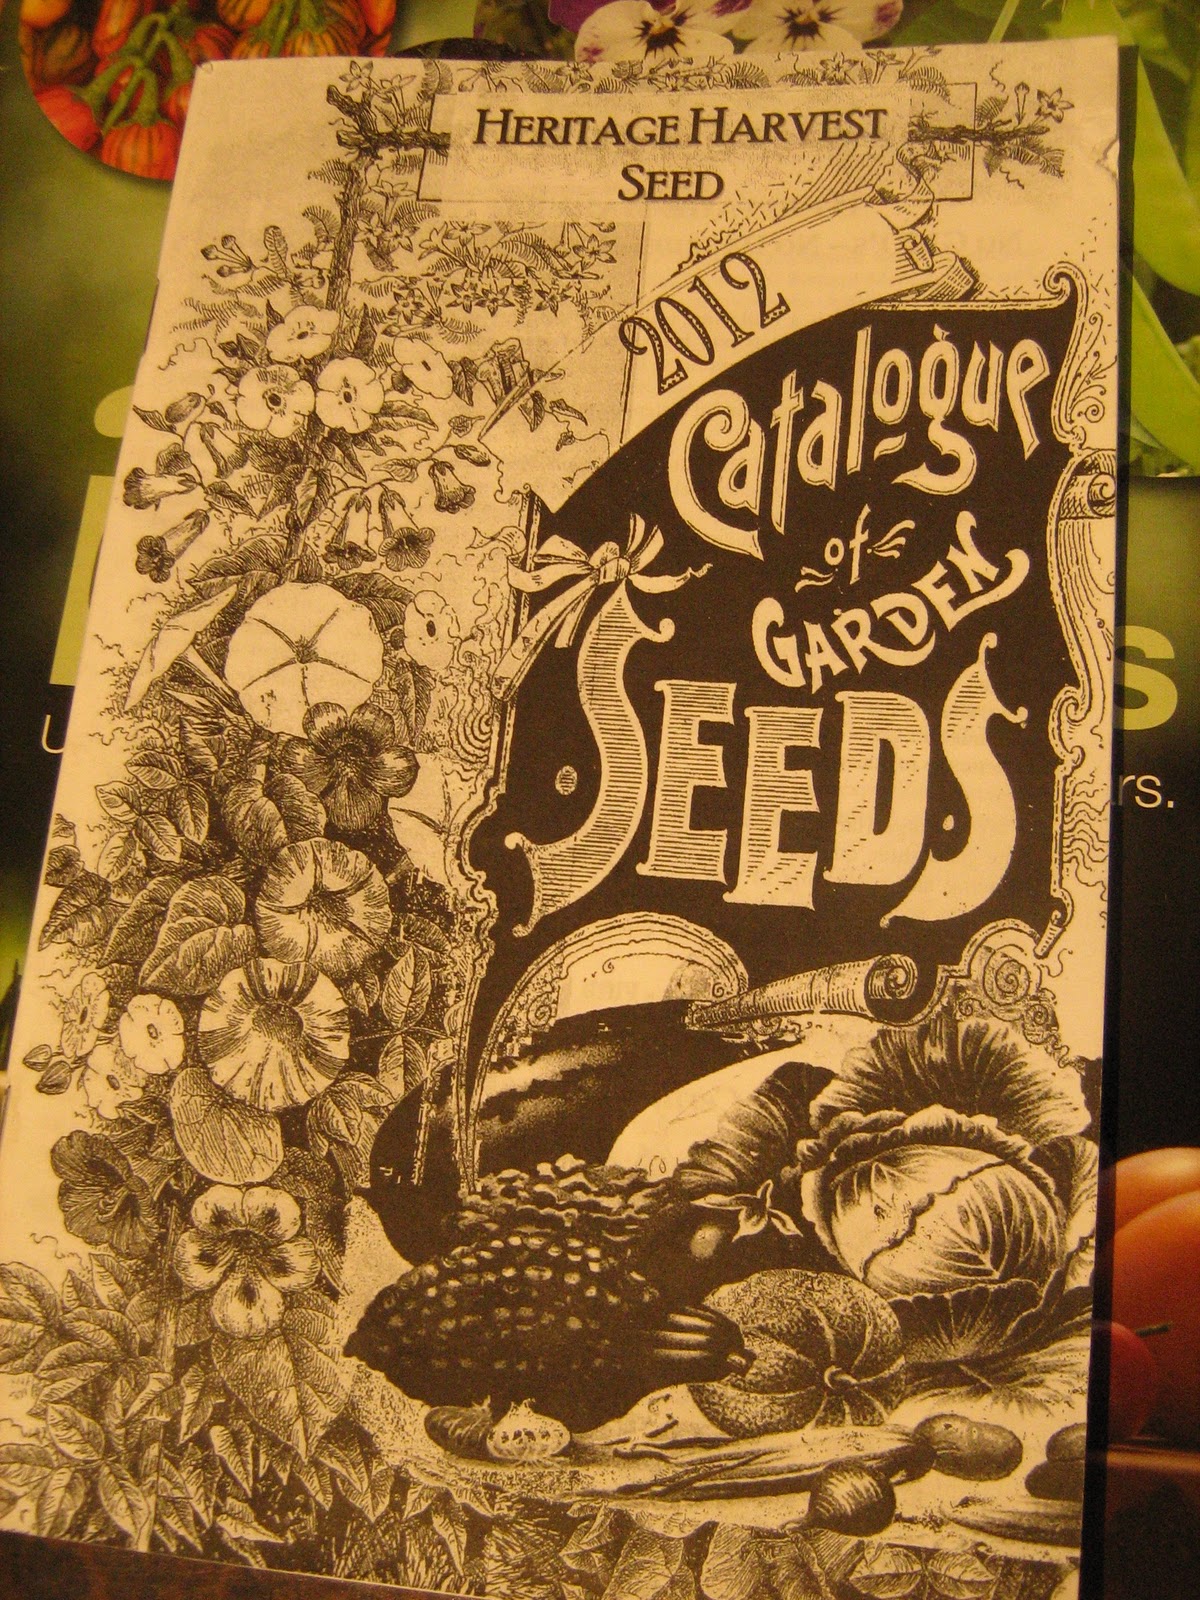 HERITAGE HARVEST
SEED
2012
Catalogue
of
GARDEN
SEEDS
rs.